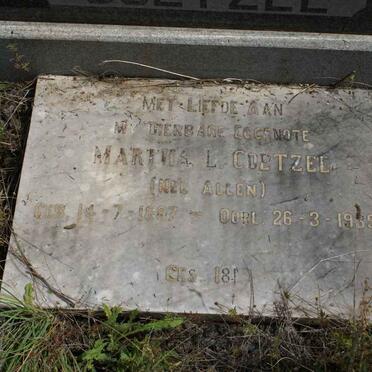 COETZEE
MET LIEFDE AAN
MY DIERBARE EGGENOTE
MARTHA L. COETZEE
(NEE ALLEN)
GEB. 14-7-1887 - OORL 26-3-19
GES. 181